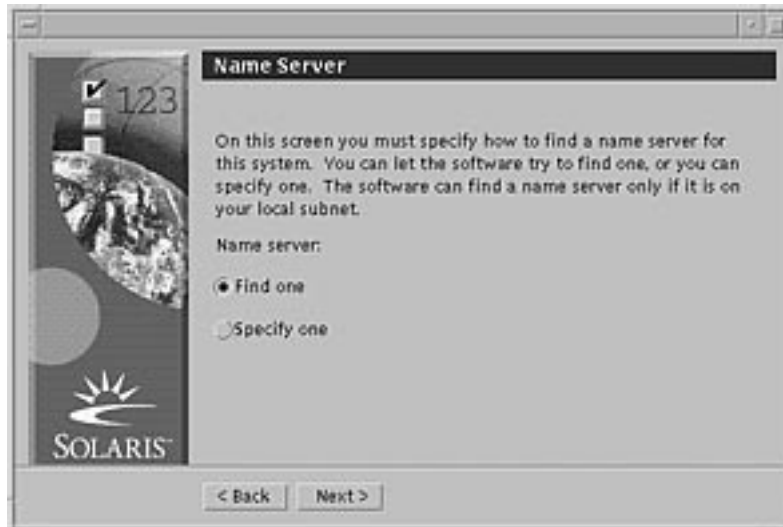 Name Server
123
On this screen you must specify how to find a name server for
this system. You can let the software try to find one, or you can
specify one. The software can find a name server only if it is on
your local subnet.
Name server:
Find one
Specify one
SOLARIS™
< Back
Next >